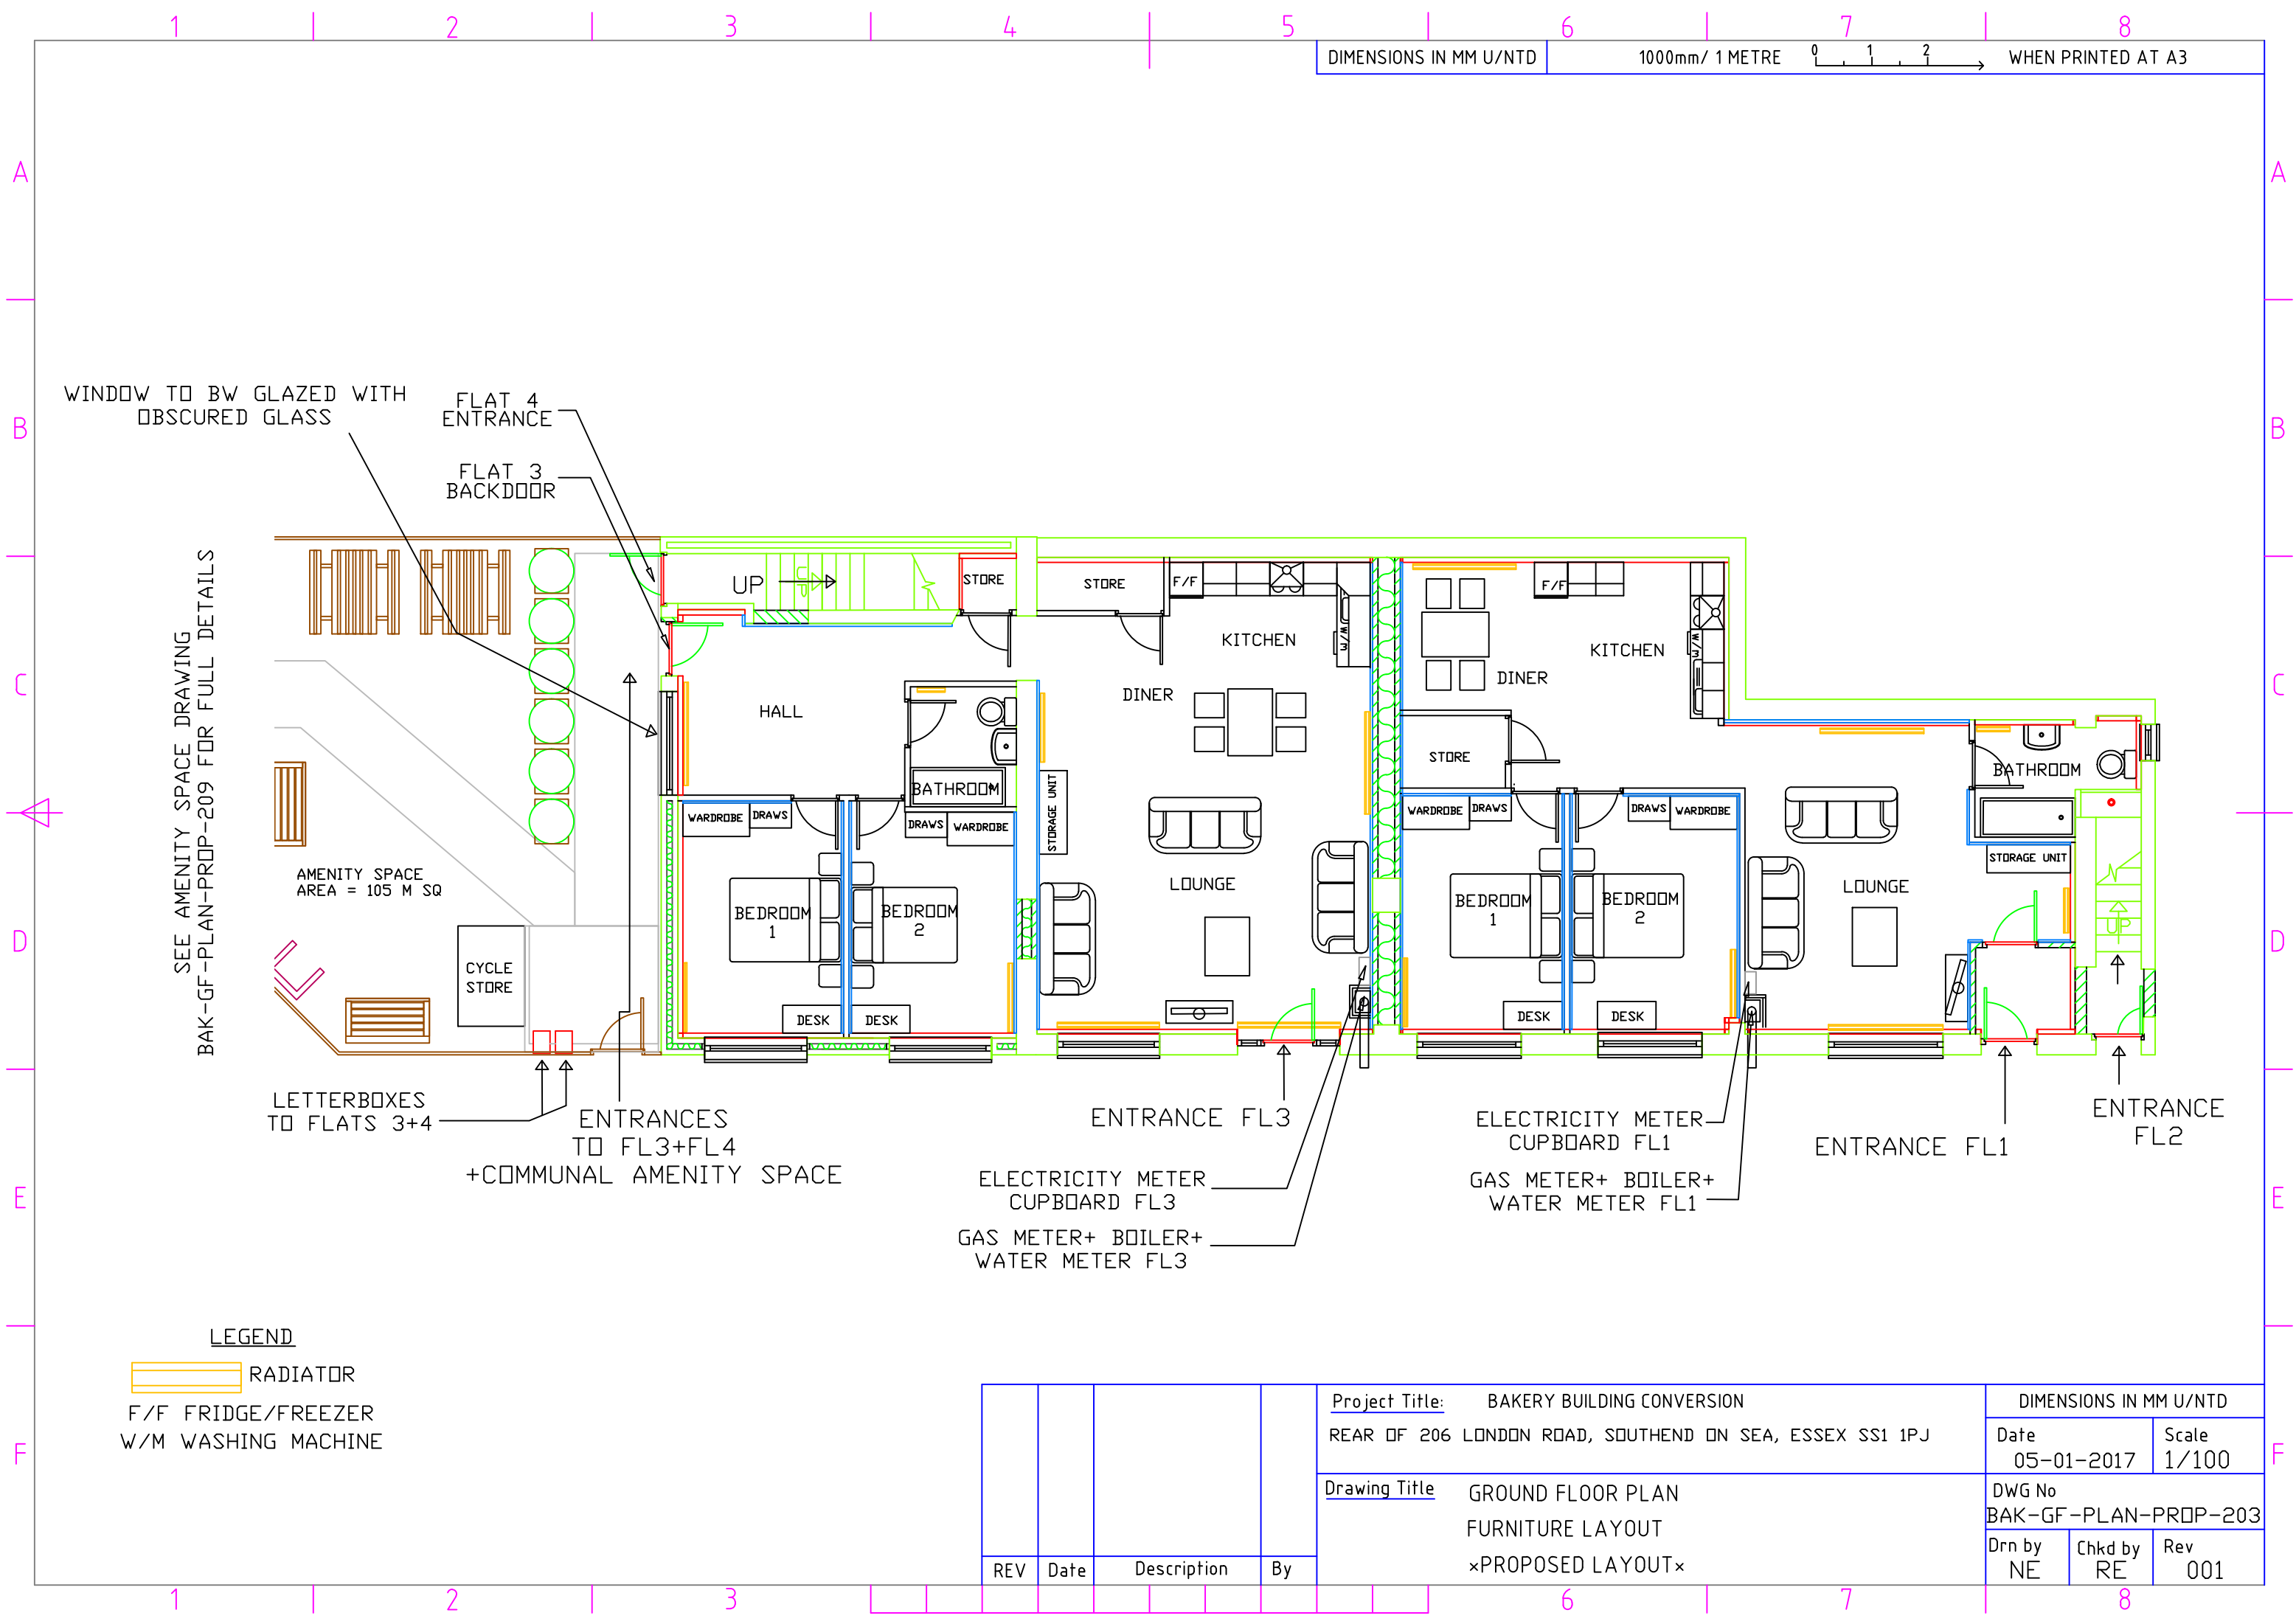 1 2 3 4 5 6 7 8
DIMENSIONS IN MM U/NTD
1000mm/ 1 METRE
0 1 2
WHEN PRINTED AT A3
A
A
B
B
WINDOW TO BW GLAZED WITH
OBSCURED GLASS
FLAT 4
ENTRANCE
FLAT 3
BACKDOOR
C
C
SEE AMENITY SPACE DRAWING
BAK-GF-PLAN-PROP-209 FOR FULL DETAILS
UP
UP
STORE
STORE
F/F
W/M
KITCHEN
DINER
HALL
BATHROOM
F/F
W/M
KITCHEN
DINER
STORE
BATHROOM
WARDROBE
DRAWS
DRAWS
WARDROBE
STORAGE UNIT
WARDROBE
DRAWS
DRAWS
WARDROBE
STORAGE UNIT
AMENITY SPACE
AREA = 105 M SQ
LOUNGE
LOUNGE
BEDROOM
1
BEDROOM
2
BEDROOM
1
BEDROOM
2
UP
D
D
CYCLE
STORE
DESK
DESK
DESK
DESK
LETTERBOXES
TO FLATS 3+4
ENTRANCES
TO FL3+FL4
+COMMUNAL AMENITY SPACE
ENTRANCE FL3
ELECTRICITY METER
CUPBOARD FL3
GAS METER+ BOILER+
WATER METER FL3
ELECTRICITY METER
CUPBOARD FL1
GAS METER+ BOILER+
WATER METER FL1
ENTRANCE FL1
ENTRANCE
FL2
E
E
LEGEND
RADIATOR
F/F FRIDGE/FREEZER
W/M WASHING MACHINE
F
F
REV Date Description By
Project Title: BAKERY BUILDING CONVERSION
REAR OF 206 LONDON ROAD, SOUTHEND ON SEA, ESSEX SS1 1PJ
Drawing Title GROUND FLOOR PLAN
FURNITURE LAYOUT
×PROPOSED LAYOUT×
DIMENSIONS IN MM U/NTD
Date
05-01-2017
Scale
1/100
DWG No
BAK-GF-PLAN-PROP-203
Drn by
NE
Chkd by
RE
Rev
001
1 2 3 4 5 6 7 8